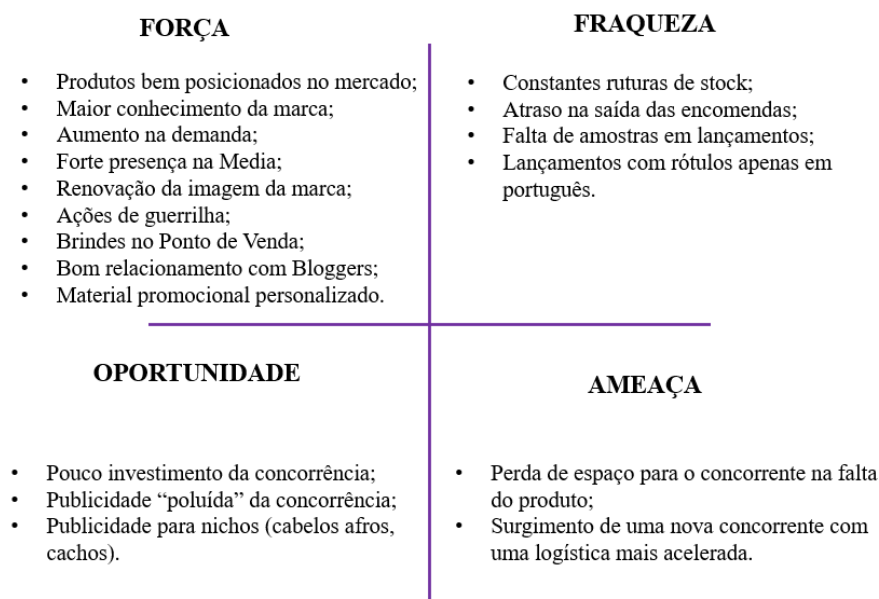 FORÇA
• Produtos bem posicionados no mercado;
• Maior conhecimento da marca;
• Aumento na demanda;
• Forte presença na Media;
• Renovação da imagem da marca;
• Ações de guerrilha;
• Brindes no Ponto de Venda;
• Bom relacionamento com Bloggers;
• Material promocional personalizado.
FRAQUEZA
• Constantes ruturas de stock;
• Atraso na saída das encomendas;
• Falta de amostras em lançamentos;
• Lançamentos com rótulos apenas em
português.
OPORTUNIDADE
• Pouco investimento da concorrência;
• Publicidade “poluída” da concorrência;
• Publicidade para nichos (cabelos afros,
cachos).
AMEAÇA
• Perda de espaço para o concorrente na falta
do produto;
• Surgimento de uma nova concorrente com
uma logística mais acelerada.